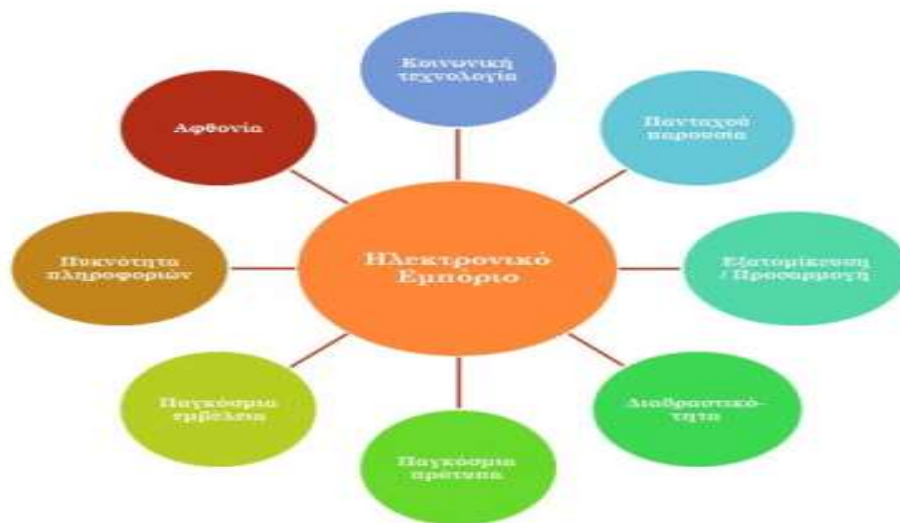 Κοινωνική
τεχνολογία
Πανταχού
παρουσία
Εξατομίκευση
/ Προσαρμογή
Διαδραστικό-
τητα
Παγκόσμια
πρότυπα
Παγκόσμια
εμβέλεια
Πυκνότητα
πληροφοριών
Αφθονία
Ηλεκτρονικό
Εμπόριο